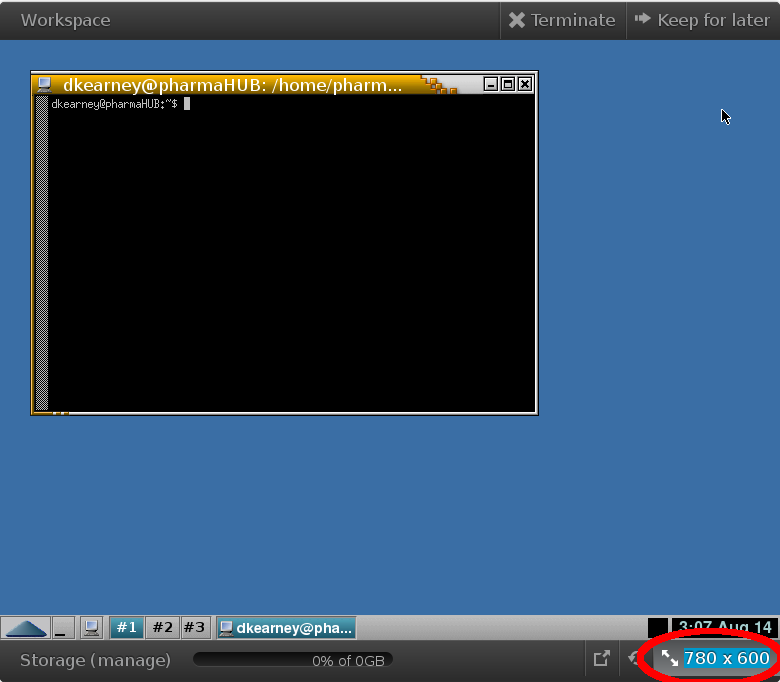 Workspace
Terminate
Keep for later
dkearney@pharmaHUB: /home/pharm...
dkearney@pharmaHUB:~$
#1 #2 #3 dkearney@pha... 3:07 Aug 14
Storage (manage) 0% of 0GB 780 x 600